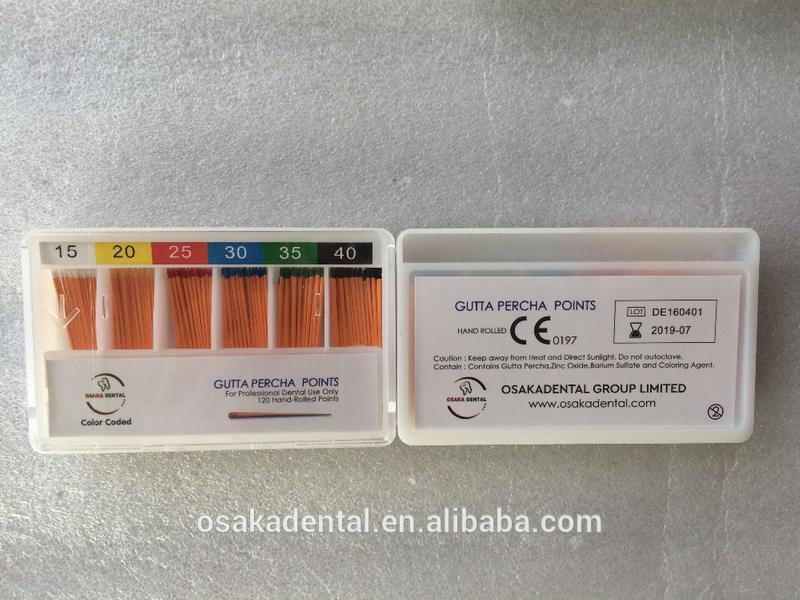 15 20 25 30 35 40
GUTTA PERCHA POINTS
For Professional Dental Use Only
120 Hand-Rolled Points
OSAKA DENTAL
Color Coded
GUTTA PERCHA POINTS
HAND ROLLED CE 0197
LOT DE160401
2019-07
Caution : Keep away from Heat and Direct Sunlight. Do not autoclave.
Contain : Contains Gutta Percha,Zinc Oxide,Barium Sulfate and Coloring Agent.
OSAKA DENTAL
OSAKADENTAL GROUP LIMITED
www.osakadental.com
2
osakadental.en.alibaba.com